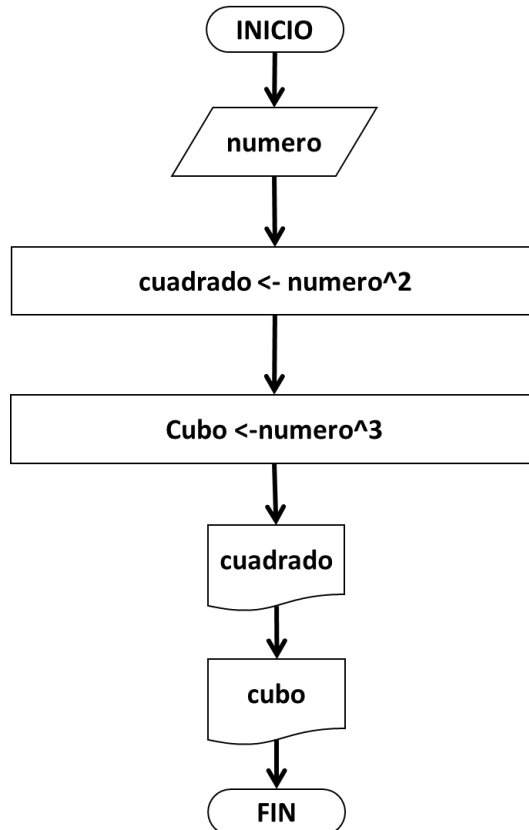 INICIO
numero
cuadrado <- numero^2
Cubo <-numero^3
cuadrado
cubo
FIN